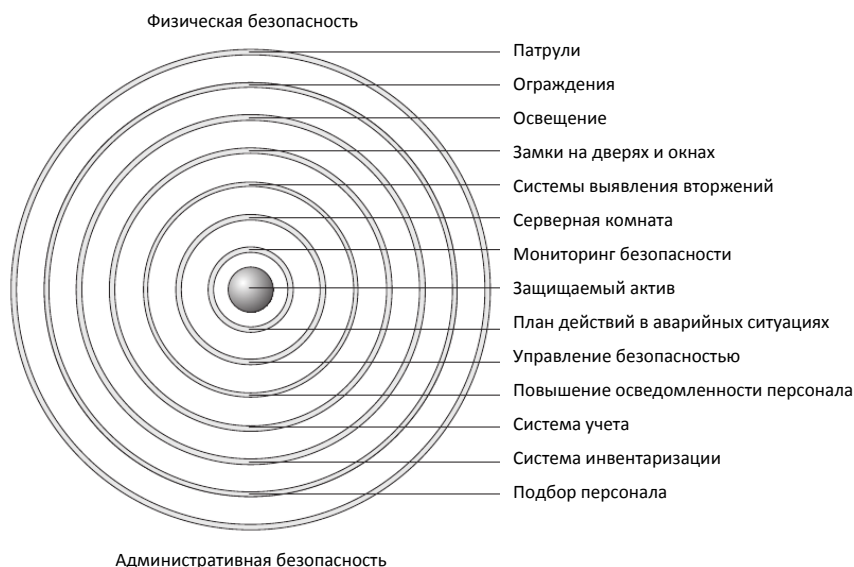 Физическая безопасность
Патрули
Ограждения
Освещение
Замки на дверях и окнах
Системы выявления вторжений
Серверная комната
Мониторинг безопасности
Защищаемый актив
План действий в аварийных ситуациях
Управление безопасностью
Повышение осведомленности персонала
Система учета
Система инвентаризации
Подбор персонала
Административная безопасность